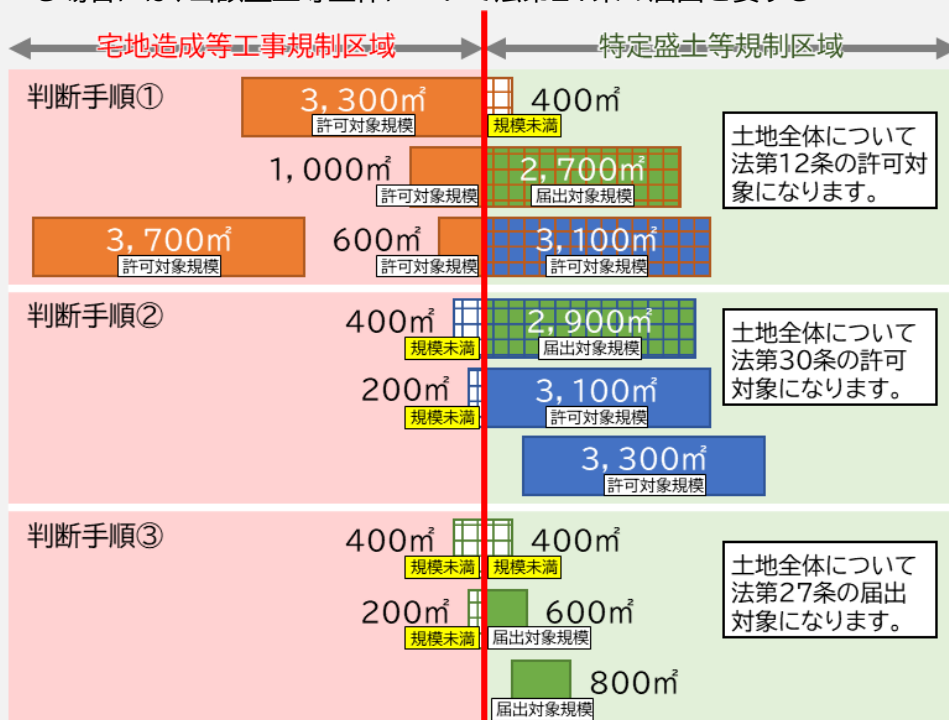 宅地造成等工事規制区域
特定盛土等規制区域
判断手順①
3,300㎡
許可対象規模
400㎡
規模未満
1,000㎡
許可対象規模
2,700㎡
届出対象規模
3,700㎡
許可対象規模
600㎡
許可対象規模
3,100㎡
許可対象規模
土地全体について
法第12条の許可対
象になります。
判断手順②
400㎡
規模未満
2,900㎡
届出対象規模
200㎡
規模未満
3,100㎡
許可対象規模
3,300㎡
許可対象規模
土地全体について
法第30条の許可
対象になります。
判断手順③
400㎡
規模未満
400㎡
規模未満
200㎡
規模未満
600㎡
届出対象規模
800㎡
届出対象規模
土地全体について
法第27条の届出
対象になります。